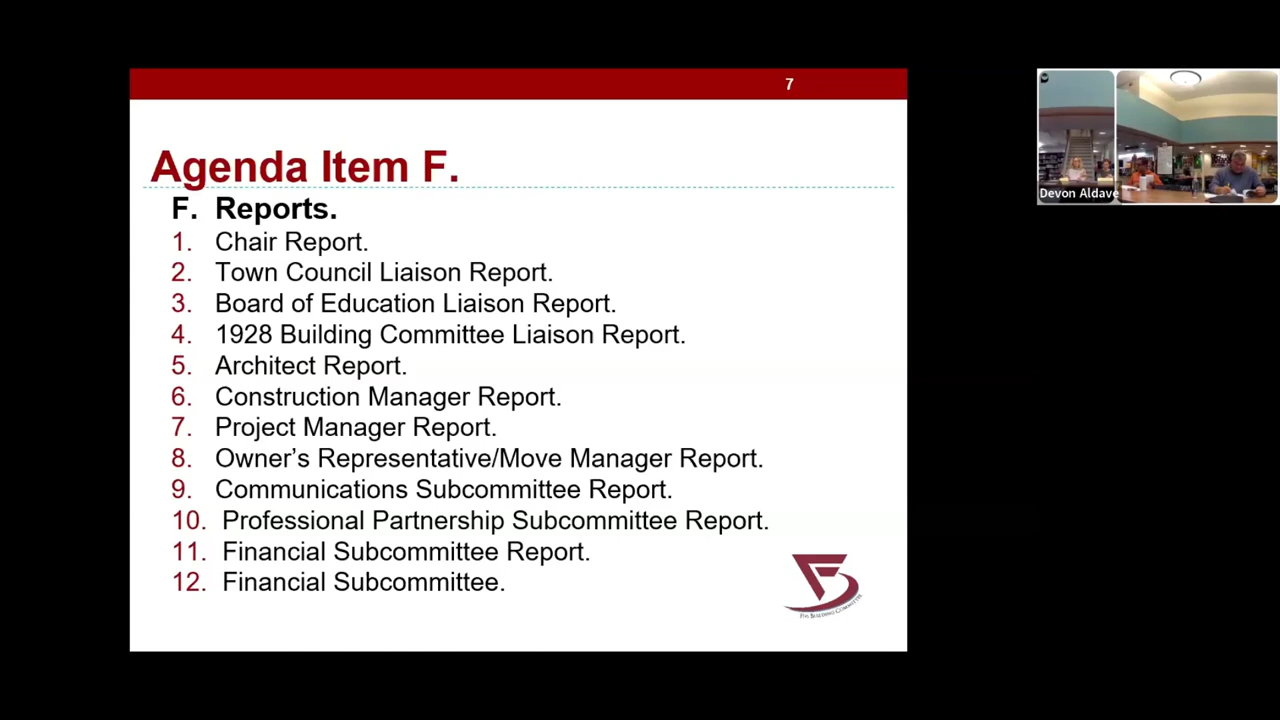 7
Agenda Item F.
F. Reports.
1. Chair Report.
2. Town Council Liaison Report.
3. Board of Education Liaison Report.
4. 1928 Building Committee Liaison Report.
5. Architect Report.
6. Construction Manager Report.
7. Project Manager Report.
8. Owner’s Representative/Move Manager Report.
9. Communications Subcommittee Report.
10. Professional Partnership Subcommittee Report.
11. Financial Subcommittee Report.
12. Financial Subcommittee.
Building Committee
Devon Aldave